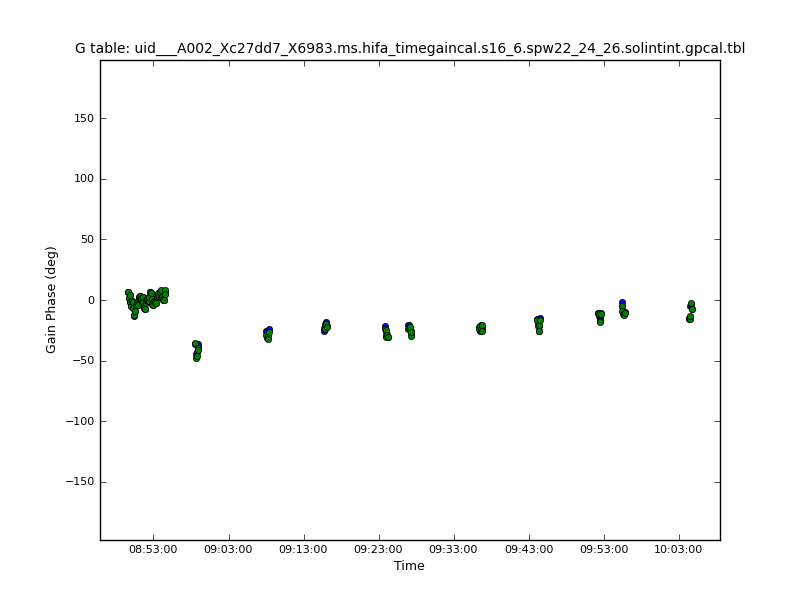 G table: uid___A002_Xc27dd7_X6983.ms.hifa_timegaincal.s16_6.spw22_24_26.solintint.gpcal.tbl
150
100
50
0
−50
−100
−150
Gain Phase (deg)
08:53:00 09:03:00 09:13:00 09:23:00 09:33:00 09:43:00 09:53:00 10:03:00
Time